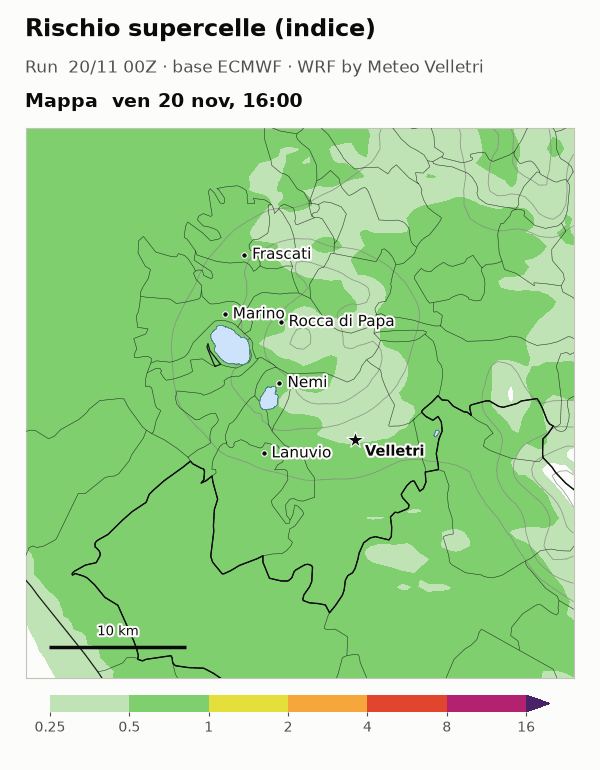 Rischio supercelle (indice)
Run  20/11 00Z · base ECMWF · WRF by Meteo Velletri
Mappa  ven 20 nov, 16:00
Frascati
Marino
Rocca di Papa
Nemi
Velletri
Lanuvio
10 km
0.25 0.5 1 2 4 8 16